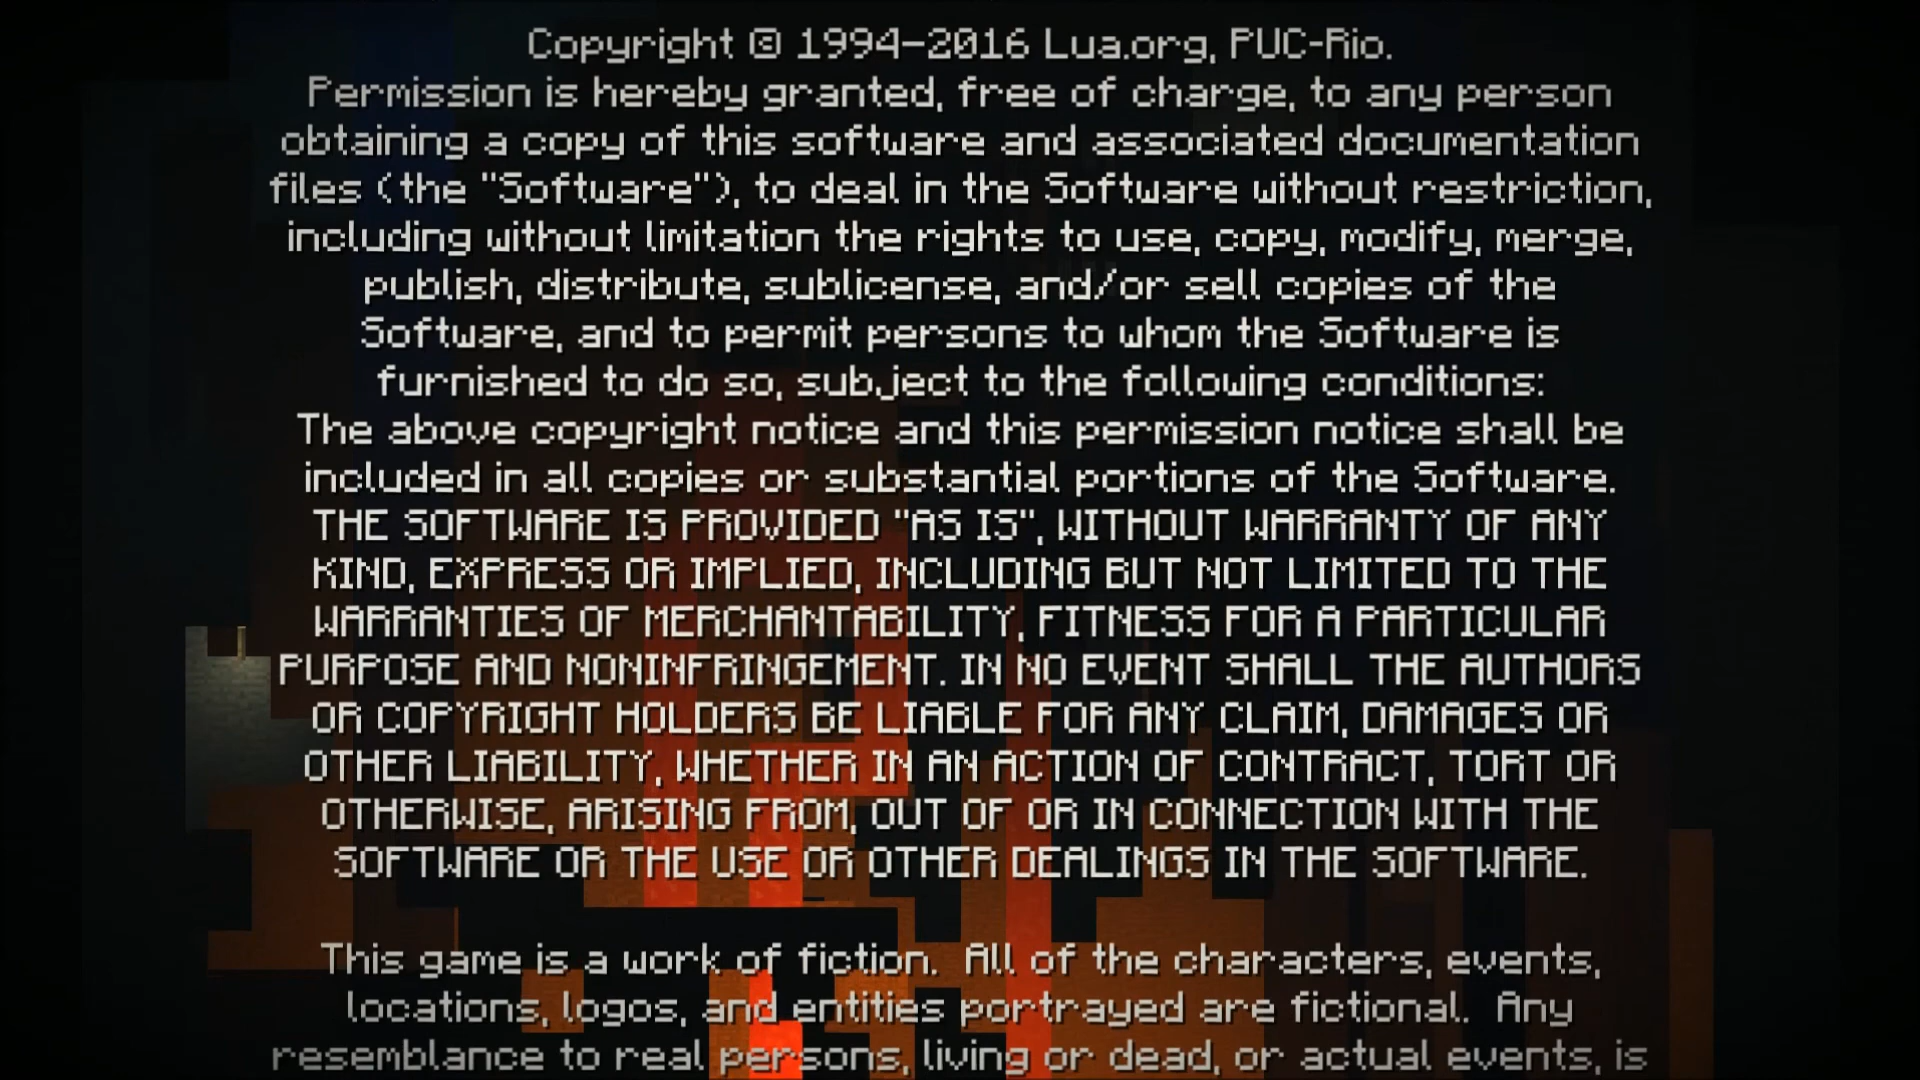 Copyright © 1994-2016 Lua.org, PUC-Rio.
Permission is hereby granted, free of charge, to any person
obtaining a copy of this software and associated documentation
files (the "Software"), to deal in the Software without restriction,
including without limitation the rights to use, copy, modify, merge,
publish, distribute, sublicense, and/or sell copies of the
Software, and to permit persons to whom the Software is
furnished to do so, subject to the following conditions:
The above copyright notice and this permission notice shall be
included in all copies or substantial portions of the Software.
THE SOFTWARE IS PROVIDED "AS IS", WITHOUT WARRANTY OF ANY
KIND, EXPRESS OR IMPLIED, INCLUDING BUT NOT LIMITED TO THE
WARRANTIES OF MERCHANTABILITY, FITNESS FOR A PARTICULAR
PURPOSE AND NONINFRINGEMENT. IN NO EVENT SHALL THE AUTHORS
OR COPYRIGHT HOLDERS BE LIABLE FOR ANY CLAIM, DAMAGES OR
OTHER LIABILITY, WHETHER IN AN ACTION OF CONTRACT, TORT OR
OTHERWISE, ARISING FROM, OUT OF OR IN CONNECTION WITH THE
SOFTWARE OR THE USE OR OTHER DEALINGS IN THE SOFTWARE.
This game is a work of fiction.  All of the characters, events,
locations, logos, and entities portrayed are fictional.  Any
resemblance to real persons, living or dead, or actual events, is